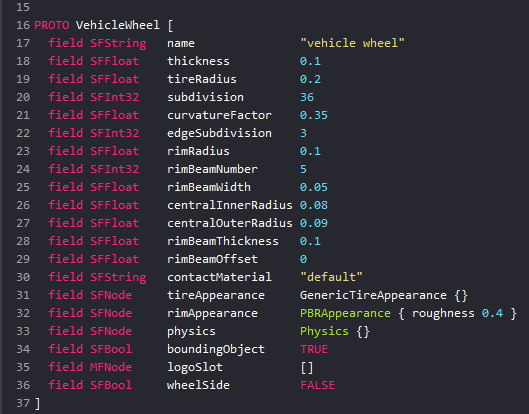 15
16 PROTO VehicleWheel [
17 field SFString name "vehicle wheel"
18 field SFFloat thickness 0.1
19 field SFFloat tireRadius 0.2
20 field SFInt32 subdivision 36
21 field SFFloat curvatureFactor 0.35
22 field SFInt32 edgeSubdivision 3
23 field SFFloat rimRadius 0.1
24 field SFInt32 rimBeamNumber 5
25 field SFFloat rimBeamWidth 0.05
26 field SFFloat centralInnerRadius 0.08
27 field SFFloat centralOuterRadius 0.09
28 field SFFloat rimBeamThickness 0.1
29 field SFFloat rimBeamOffset 0
30 field SFString contactMaterial "default"
31 field SFNode tireAppearance GenericTireAppearance {}
32 field SFNode rimAppearance PBRAppearance { roughness 0.4 }
33 field SFNode physics Physics {}
34 field SFBool boundingObject TRUE
35 field MFNode logoSlot []
36 field SFBool wheelSide FALSE
37 ]